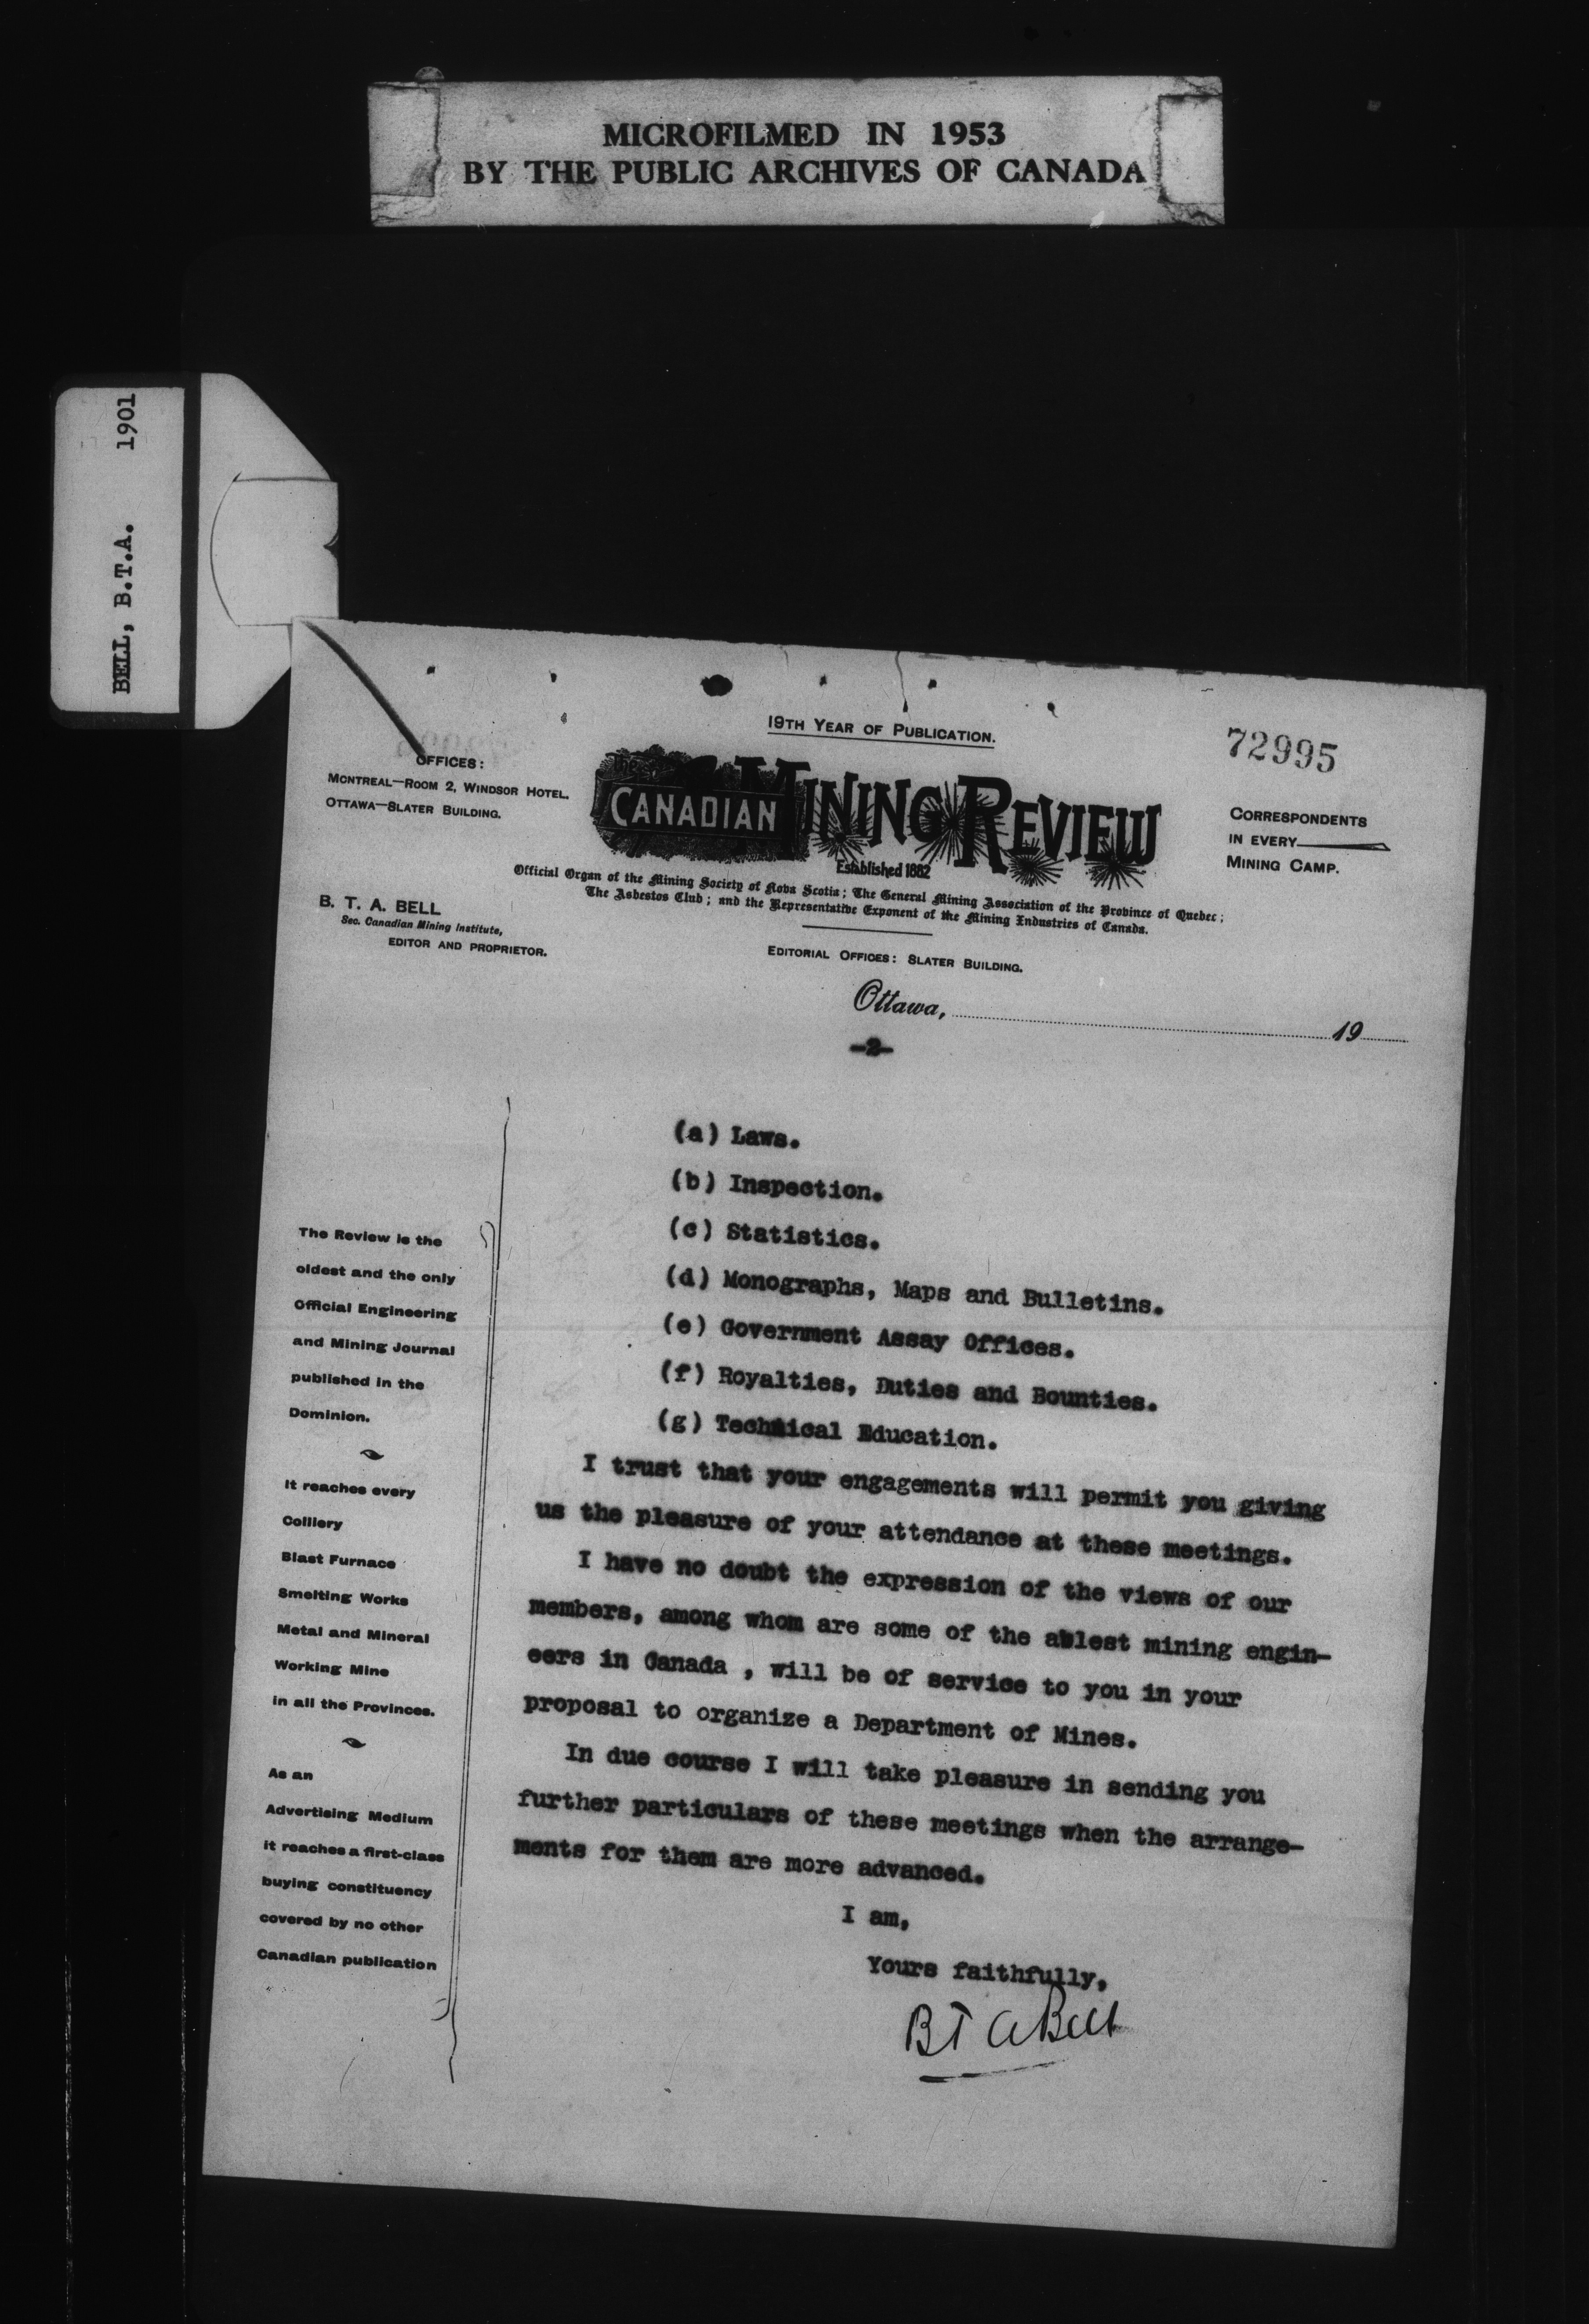 MICROFILMED IN 1953
BY THE PUBLIC ARCHIVES OF CANADA
BELL, B.T.A. 1901
19TH YEAR OF PUBLICATION.
72995
OFFICES:
MONTREAL—ROOM 2, WINDSOR HOTEL.
OTTAWA—SLATER BUILDING.
The
CANADIAN MINING REVIEW
Established 1882
CORRESPONDENTS
IN EVERY
MINING CAMP.
Official Organ of the Mining Society of Nova Scotia; The General Mining Association of the Province of Quebec;
The Asbestos Club; and the Representative Exponent of the Mining Industries of Canada.
B. T. A. BELL
Sec. Canadian Mining Institute,
EDITOR AND PROPRIETOR.
EDITORIAL OFFICES: SLATER BUILDING.
Ottawa, 19
-2-
(a) Laws.
(b) Inspection.
(c) Statistics.
(d) Monographs, Maps and Bulletins.
(e) Government Assay Offices.
(f) Royalties, Duties and Bounties.
(g) Technical Education.
I trust that your engagements will permit you giving
us the pleasure of your attendance at these meetings.
I have no doubt the expression of the views of our
members, among whom are some of the ablest mining engin-
eers in Canada , will be of service to you in your
proposal to organize a Department of Mines.
In due course I will take pleasure in sending you
further particulars of these meetings when the arrange-
ments for them are more advanced.
I am,
Yours faithfully,
B T A Bell
The Review is the
oldest and the only
Official Engineering
and Mining Journal
published in the
Dominion.
It reaches every
Colliery
Blast Furnace
Smelting Works
Metal and Mineral
Working Mine
in all the Provinces.
As an
Advertising Medium
it reaches a first-class
buying constituency
covered by no other
Canadian publication